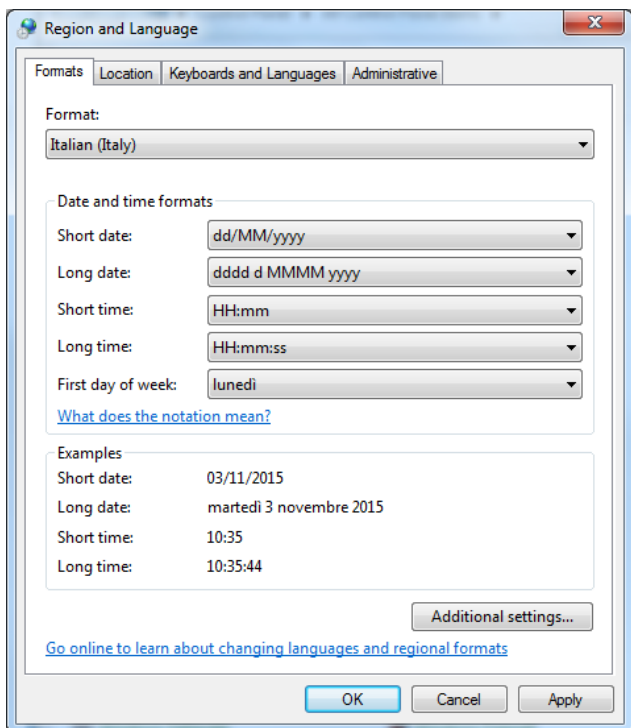 Region and Language
Formats Location Keyboards and Languages Administrative
Format:
Italian (Italy)
Date and time formats
Short date: dd/MM/yyyy
Long date: dddd d MMMM yyyy
Short time: HH:mm
Long time: HH:mm:ss
First day of week: lunedì
What does the notation mean?
Examples
Short date: 03/11/2015
Long date: martedì 3 novembre 2015
Short time: 10:35
Long time: 10:35:44
Additional settings...
Go online to learn about changing languages and regional formats
OK Cancel Apply